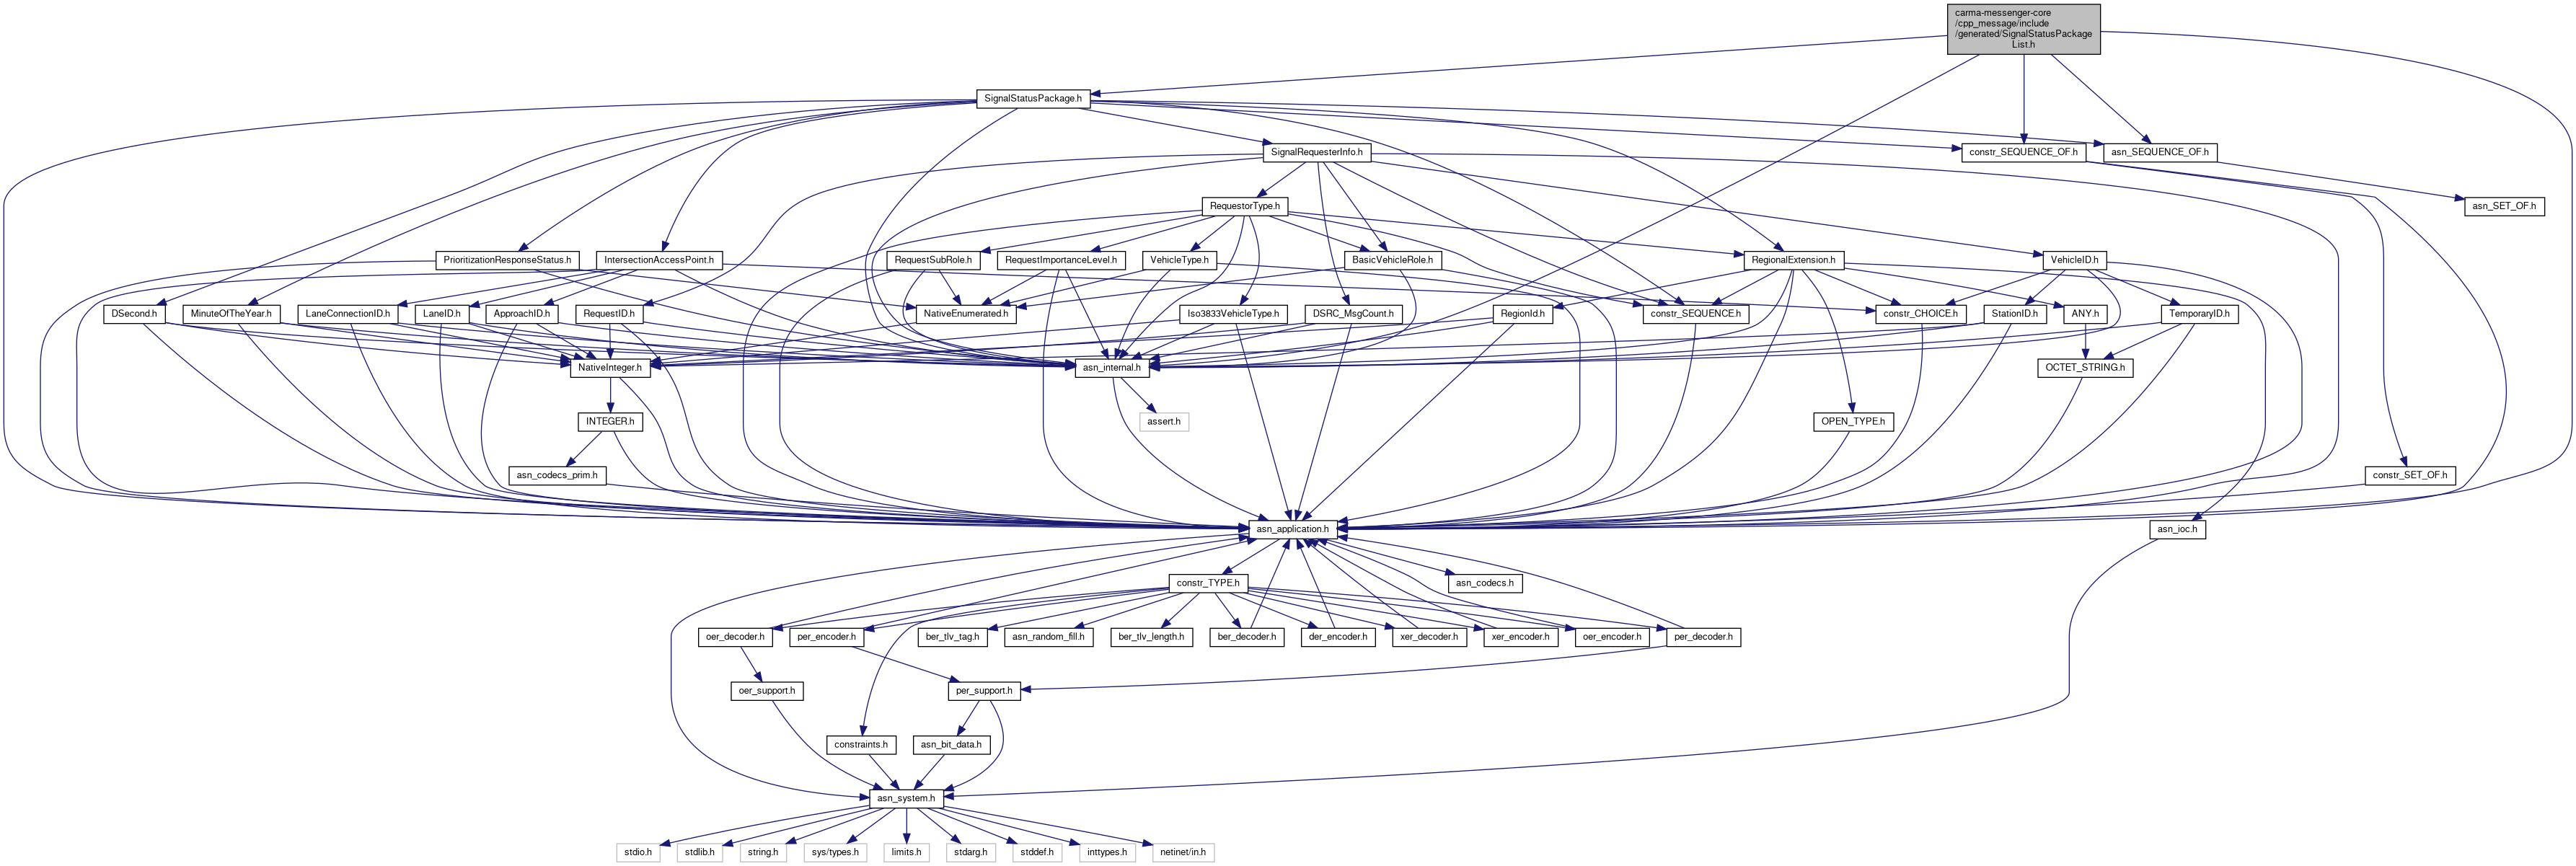 carma-messenger-core
/cpp_message/include
/generated/SignalStatusPackage
List.h
SignalStatusPackage.h
SignalRequesterInfo.h
constr_SEQUENCE_OF.h
asn_SEQUENCE_OF.h
RequestorType.h
asn_SET_OF.h
PrioritizationResponseStatus.h
IntersectionAccessPoint.h
RequestSubRole.h
RequestImportanceLevel.h
VehicleType.h
BasicVehicleRole.h
RegionalExtension.h
VehicleID.h
DSecond.h
MinuteOfTheYear.h
LaneConnectionID.h
LaneID.h
ApproachID.h
RequestID.h
NativeEnumerated.h
Iso3833VehicleType.h
DSRC_MsgCount.h
RegionId.h
constr_SEQUENCE.h
constr_CHOICE.h
StationID.h
ANY.h
TemporaryID.h
NativeInteger.h
asn_internal.h
OCTET_STRING.h
INTEGER.h
assert.h
OPEN_TYPE.h
asn_codecs_prim.h
constr_SET_OF.h
asn_application.h
asn_ioc.h
constr_TYPE.h
asn_codecs.h
oer_decoder.h
per_encoder.h
ber_tlv_tag.h
asn_random_fill.h
ber_tlv_length.h
ber_decoder.h
der_encoder.h
xer_decoder.h
xer_encoder.h
oer_encoder.h
per_decoder.h
oer_support.h
per_support.h
constraints.h
asn_bit_data.h
asn_system.h
stdio.h
stdlib.h
string.h
sys/types.h
limits.h
stdarg.h
stddef.h
inttypes.h
netinet/in.h